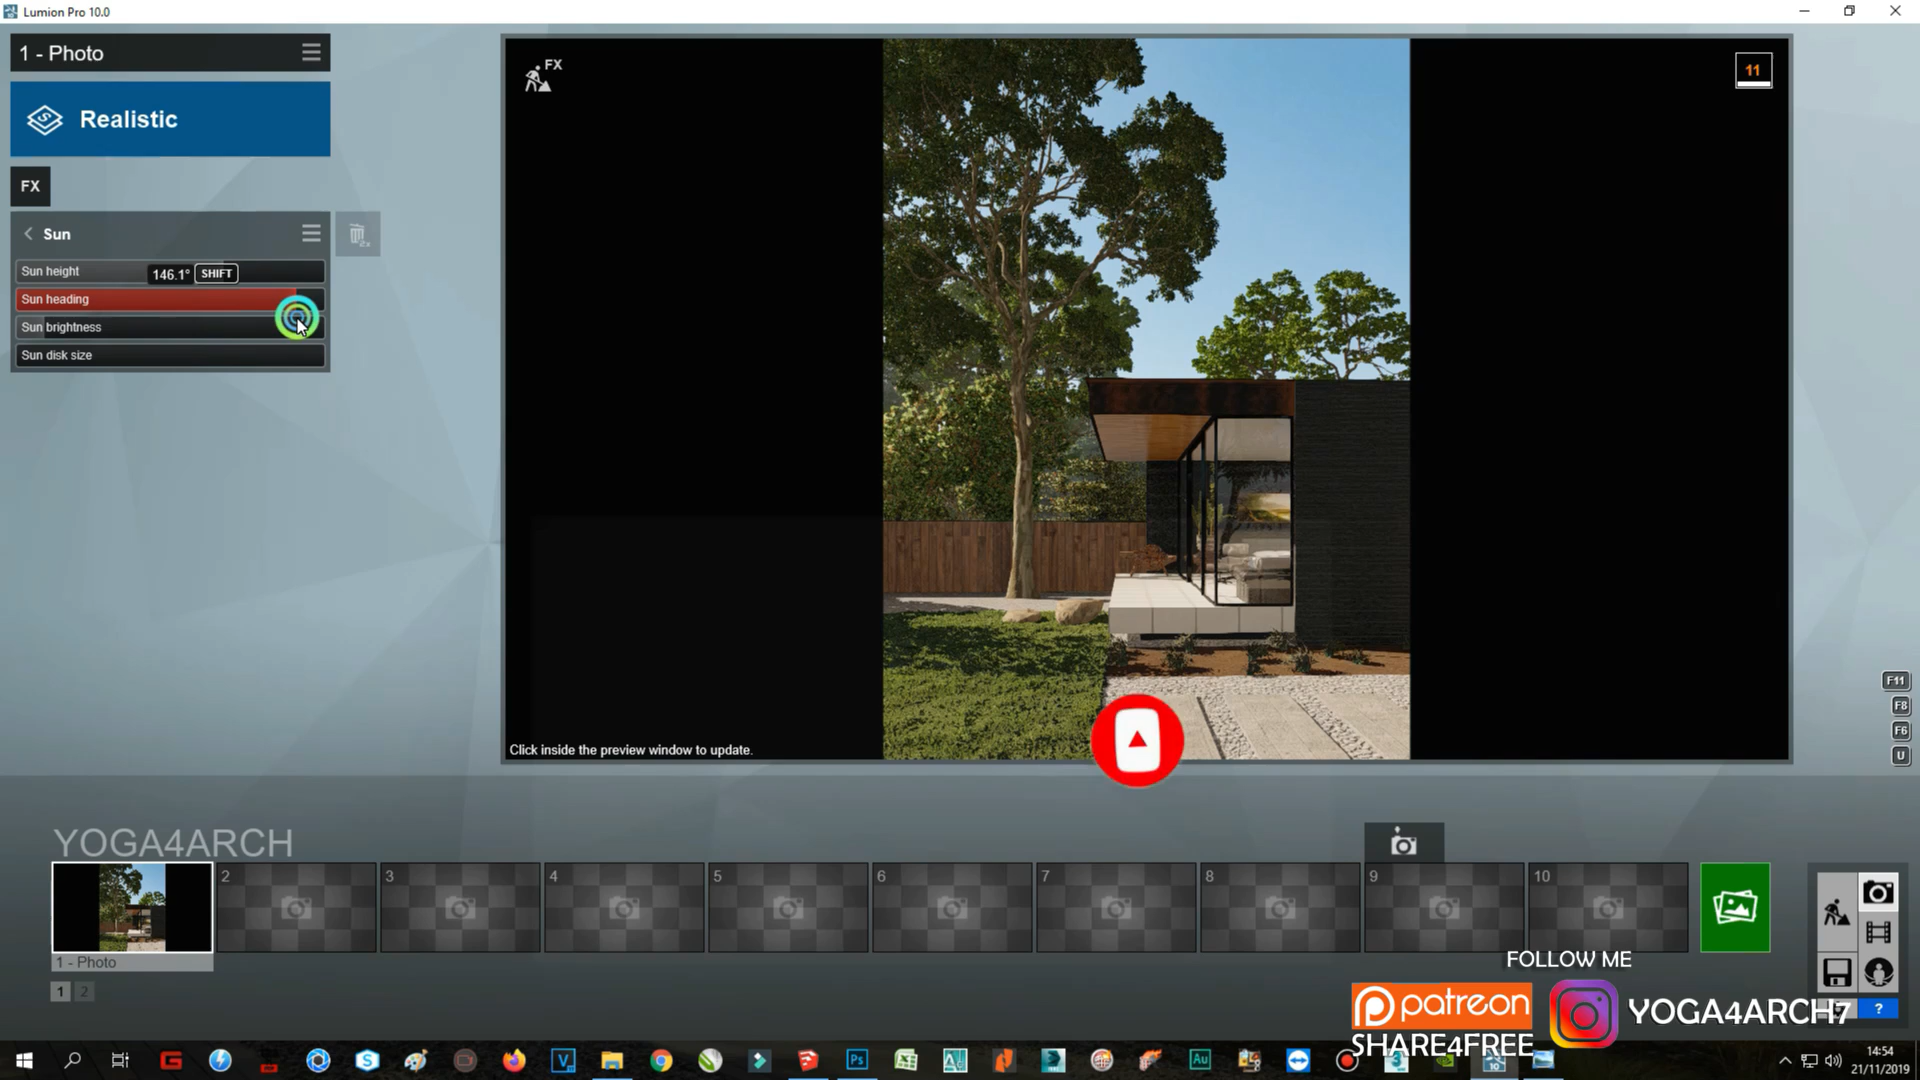 Lumion Pro 10.0
1 - Photo
FX
11
Realistic
FX
Sun
Sun height
146.1° SHIFT
Sun heading
Sun brightness
Sun disk size
F11
F8
F6
U
Click inside the preview window to update.
YOGA4ARCH
2
3
4
5
6
7
8
9
10
1 - Photo
1 2
FOLLOW ME
patreon
SHARE4FREE
YOGA4ARCH7
?
14:54
21/11/2019